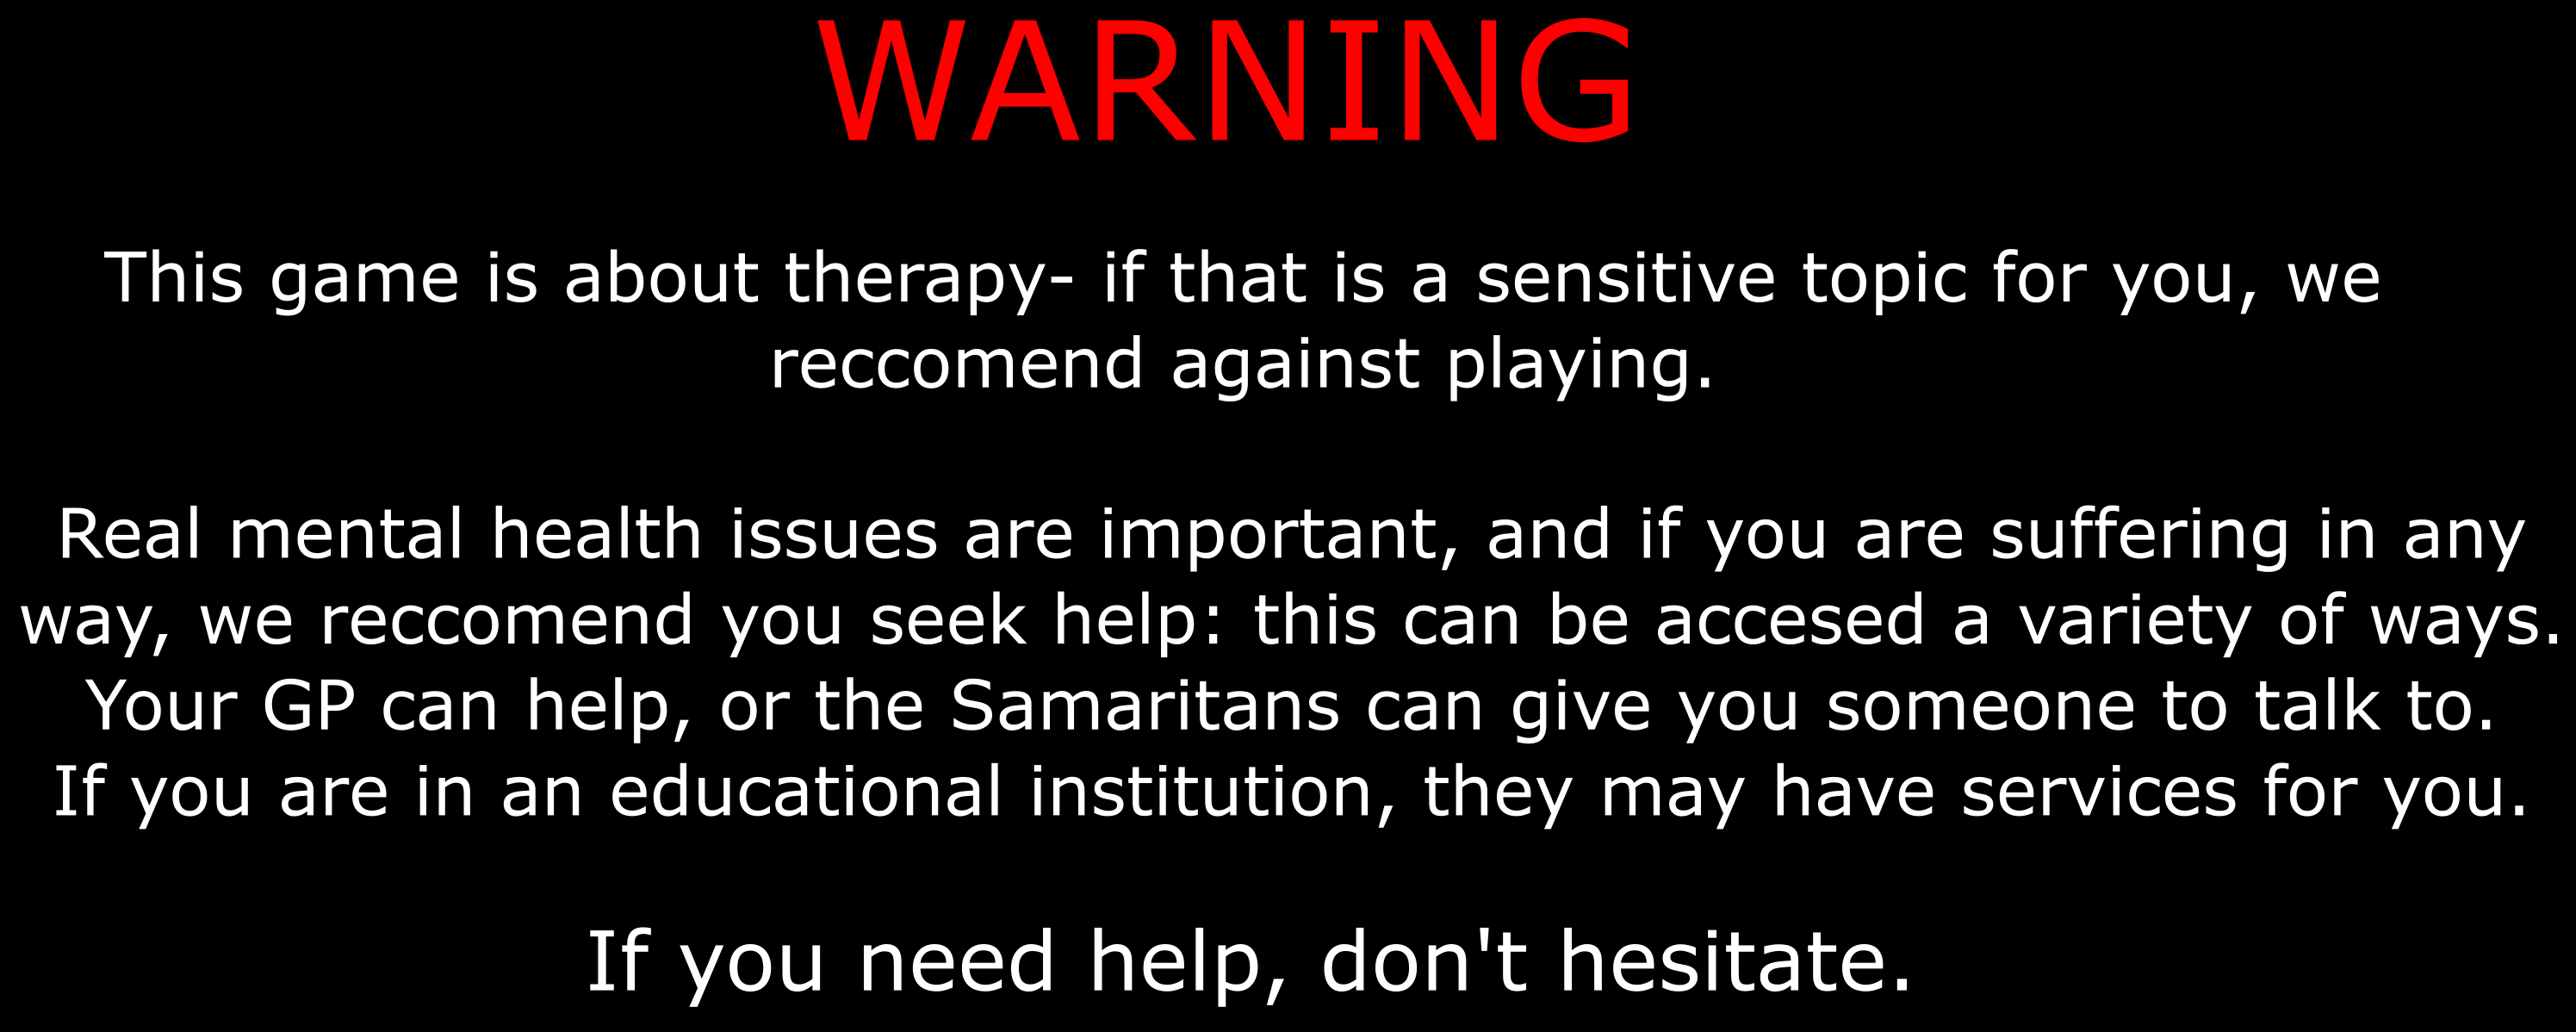 WARNING
This game is about therapy- if that is a sensitive topic for you, we
reccomend against playing.
Real mental health issues are important, and if you are suffering in any
way, we reccomend you seek help: this can be accesed a variety of ways.
Your GP can help, or the Samaritans can give you someone to talk to.
If you are in an educational institution, they may have services for you.
If you need help, don't hesitate.